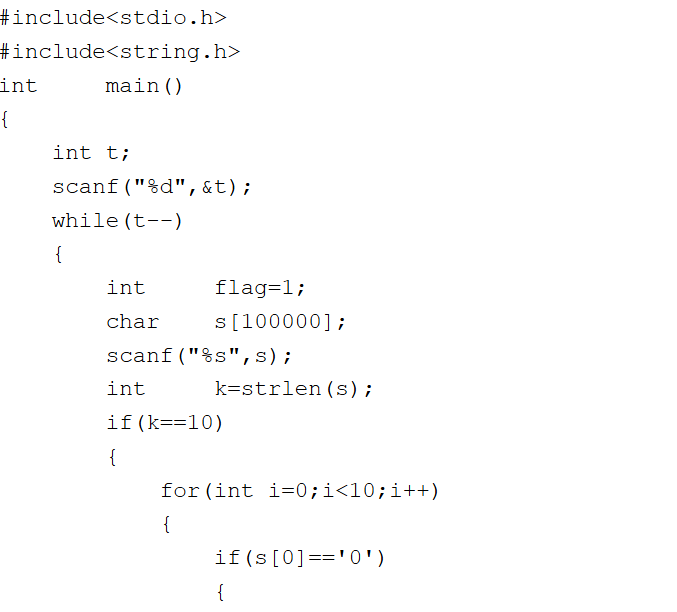 #include<stdio.h>
#include<string.h>
int     main()
{
    int t;
    scanf("%d",&t);
    while(t--)
    {
        int     flag=1;
        char    s[100000];
        scanf("%s",s);
        int     k=strlen(s);
        if(k==10)
        {
            for(int i=0;i<10;i++)
            {
                if(s[0]=='0')
                {